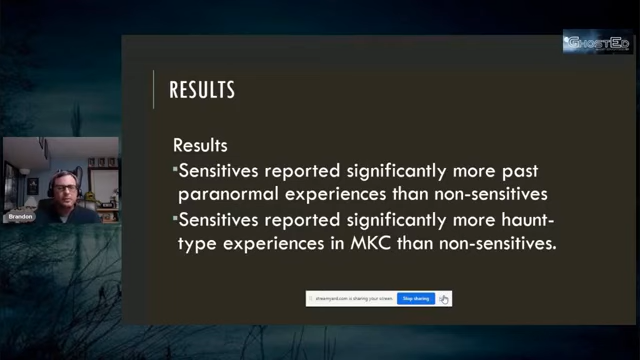 GHOSTED
RESULTS
Results
▪Sensitives reported significantly more past
paranormal experiences than non-sensitives
▪Sensitives reported significantly more haunt-
type experiences in MKC than non-sensitives.
Brandon
streamyard.com is sharing your screen.
Stop sharing